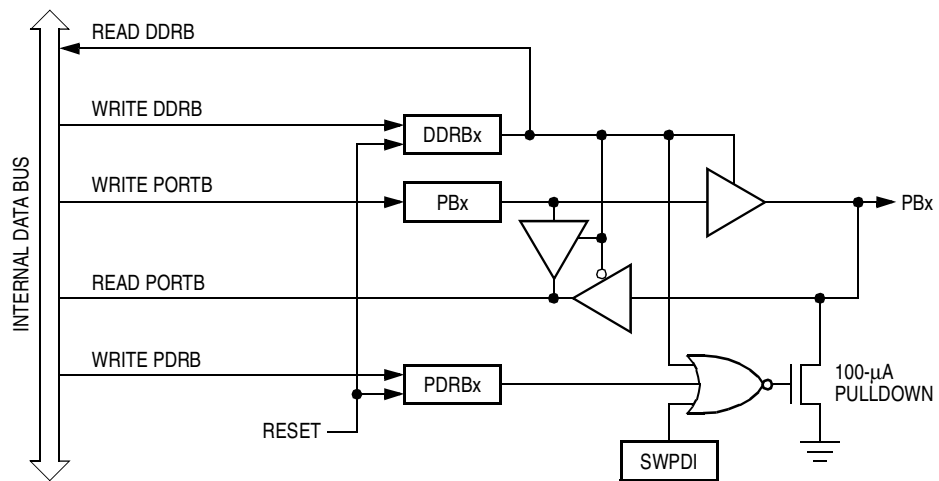 READ DDRB
WRITE DDRB
DDRBx
WRITE PORTB
PBx
PBx
INTERNAL DATA BUS
READ PORTB
WRITE PDRB
PDRBx
100-µA
PULLDOWN
RESET
SWPDI